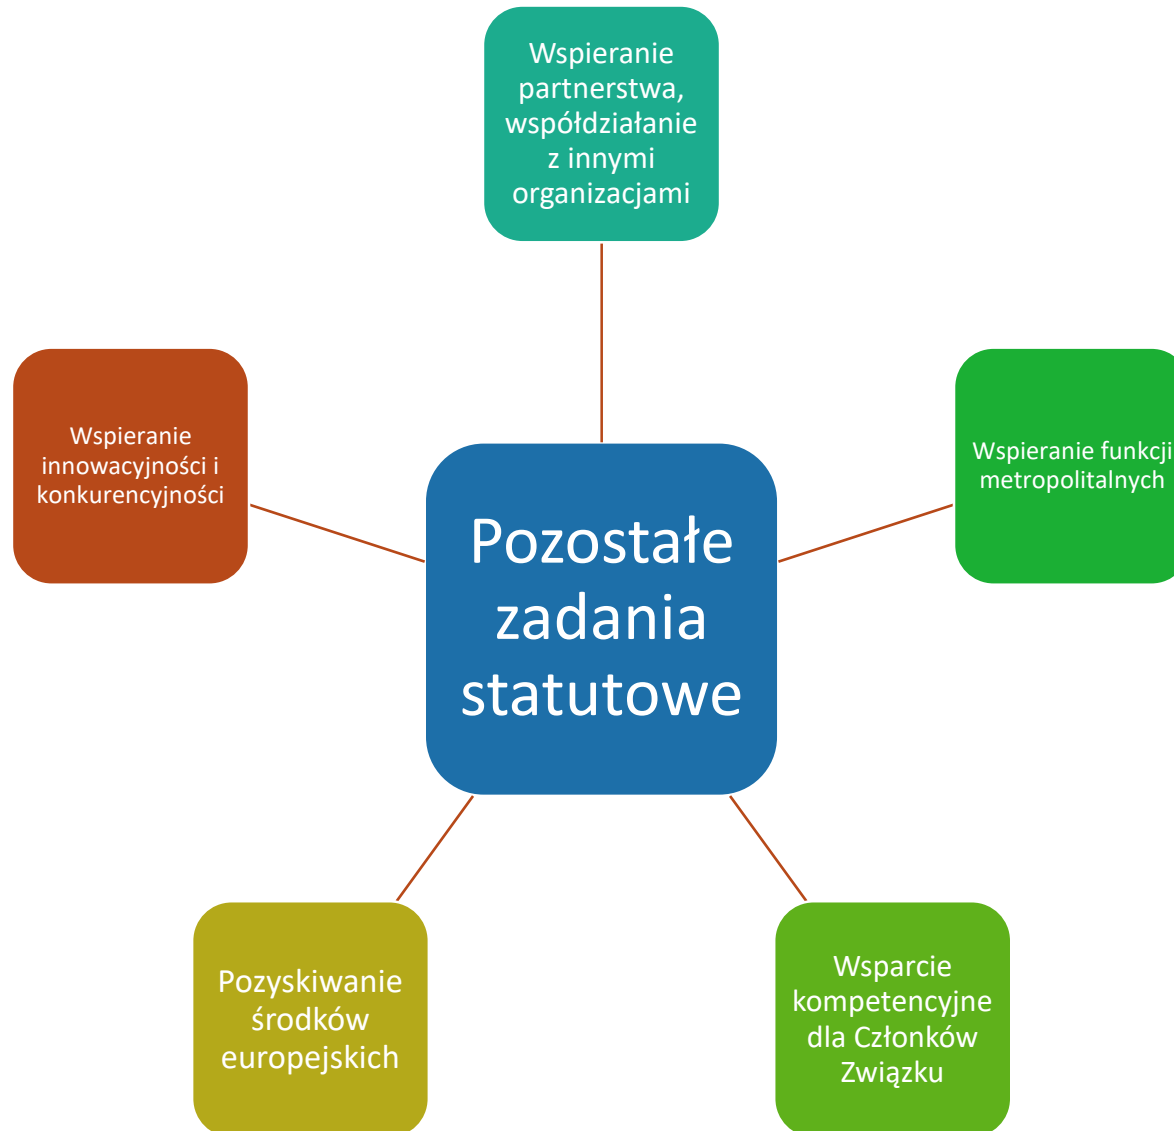 Wspieranie
partnerstwa,
współdziałanie
z innymi
organizacjami
Wspieranie
innowacyjności i
konkurencyjności
Wspieranie funkcji
metropolitalnych
Pozostałe
zadania
statutowe
Pozyskiwanie
środków
europejskich
Wsparcie
kompetencyjne
dla Członków
Związku